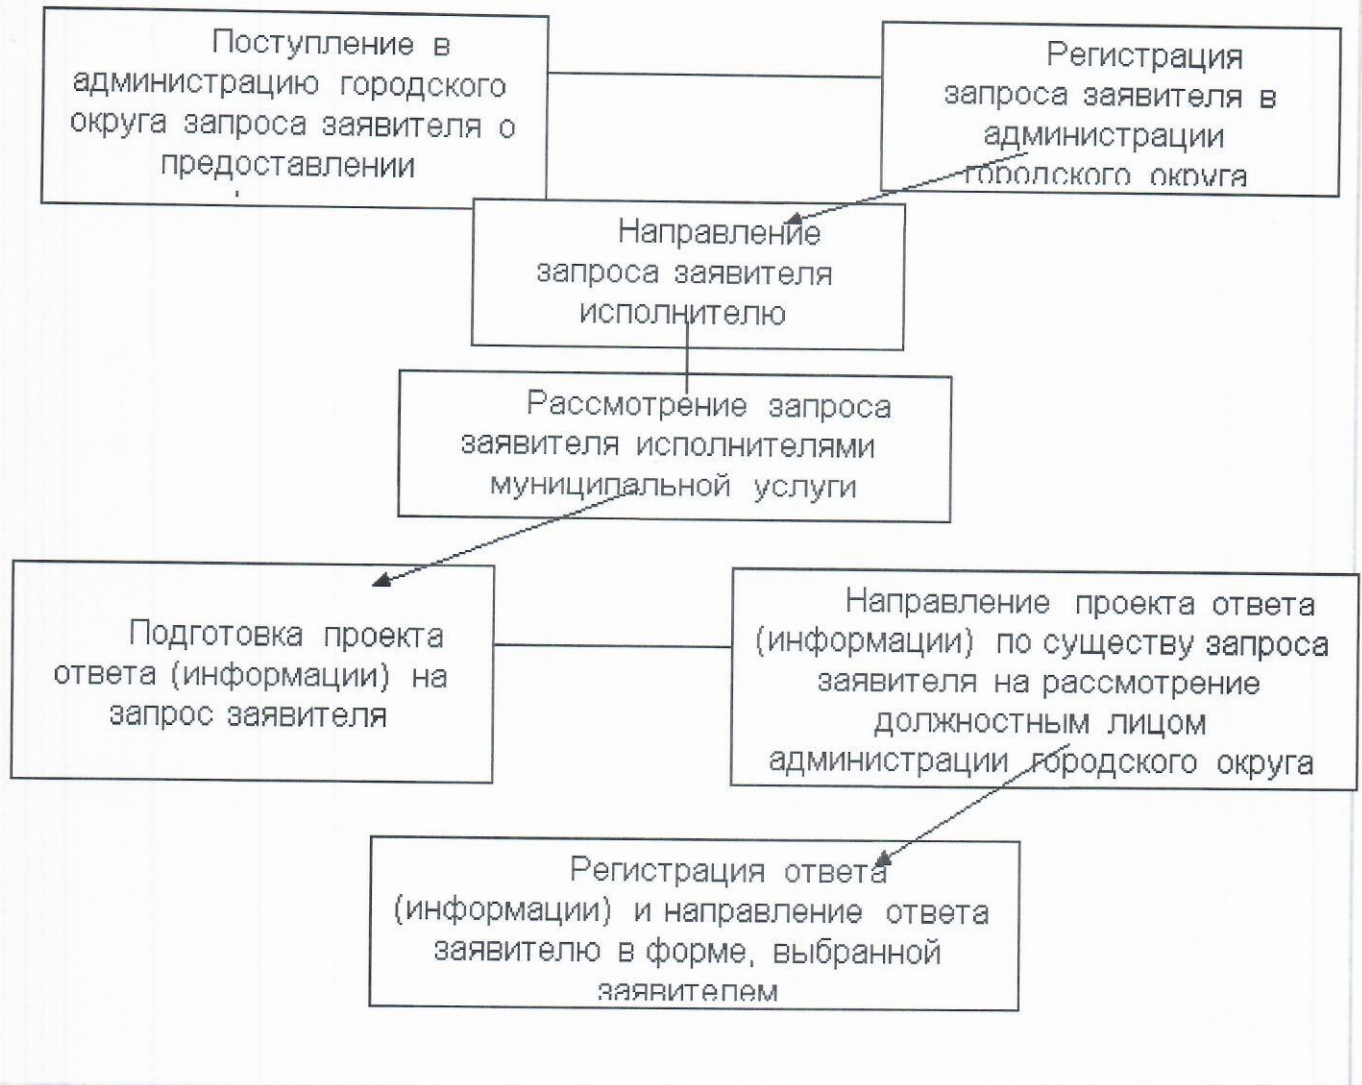 Поступление в
администрацию городского
округа запроса заявителя о
предоставлении
Регистрация
запроса заявителя в
администрации
городского округа
Направление
запроса заявителя
исполнителю
Рассмотрение запроса
заявителя исполнителями
муниципальной услуги
Подготовка проекта
ответа (информации) на
запрос заявителя
Направление проекта ответа
(информации) по существу запроса
заявителя на рассмотрение
должностным лицом
администрации городского округа
Регистрация ответа
(информации) и направление ответа
заявителю в форме, выбранной
заявителем